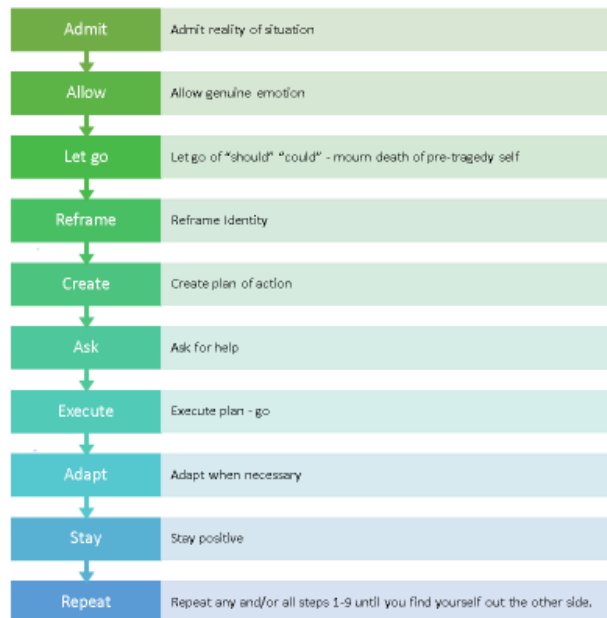 Admit Admit reality of situation
Allow Allow genuine emotion
Let go Let go of "should" "could" - mourn death of pre-tragedy self
Reframe Reframe Identity
Create Create plan of action
Ask Ask for help
Execute Execute plan - go
Adapt Adapt when necessary
Stay Stay positive
Repeat Repeat any and/or all steps 1-9 until you find yourself out the other side.